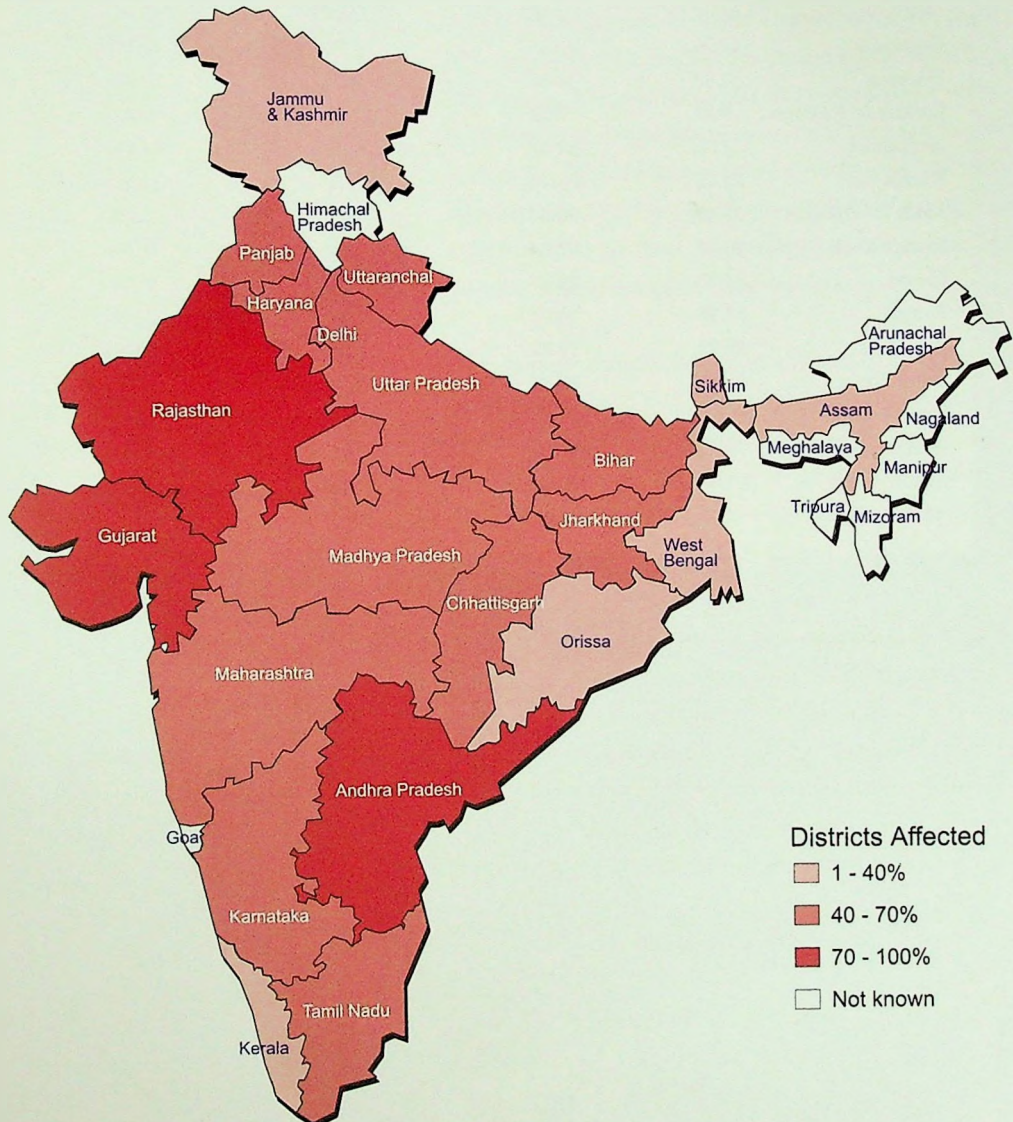 Jammu
& Kashmir
Himachal
Pradesh
Panjab
Uttaranchal
Haryana
Delhi
Arunachal
Pradesh
Rajasthan
Uttar Pradesh
Sikkim
Assam
Nagaland
Meghalaya
Bihar
Manipur
Tripura
Mizoram
Gujarat
Jharkhand
Madhya Pradesh
West
Bengal
Chhattisgarh
Orissa
Maharashtra
Andhra Pradesh
Goa
Karnataka
Tamil Nadu
Kerala
Districts Affected
1 - 40%
40 - 70%
70 - 100%
Not known